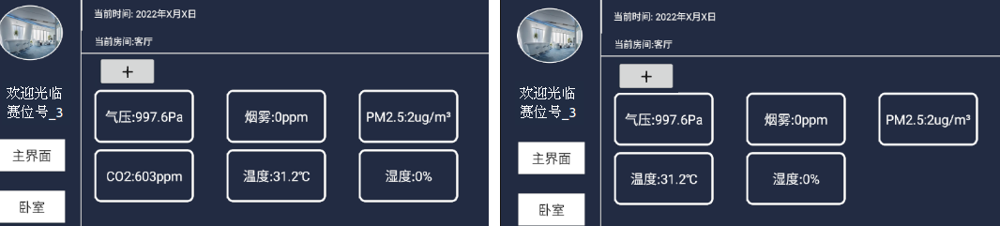 当前时间: 2022年X月X日
当前房间:客厅
欢迎光临
赛位号_3
主界面
卧室
+
气压:997.6Pa
烟雾:0ppm
PM2.5:2ug/m³
CO2:603ppm
温度:31.2℃
湿度:0%
当前时间: 2022年X月X日
当前房间:客厅
欢迎光临
赛位号_3
主界面
卧室
+
气压:997.6Pa
烟雾:0ppm
PM2.5:2ug/m³
温度:31.2℃
湿度:0%